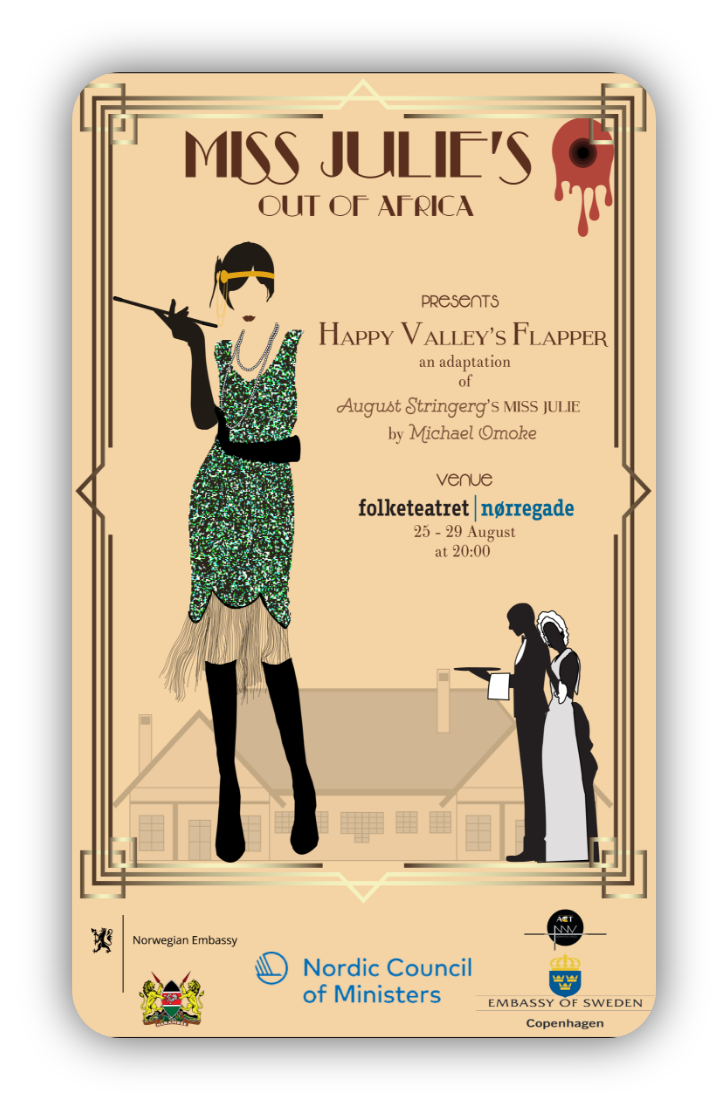 MISS JULIE'S
OUT OF AFRICA
PRESENTS
HAPPY VALLEY'S FLAPPER
an adaptation
of
August Stringerg's MISS JULIE
by Michael Omoke
VENUE
folketeatret|nørregade
25 - 29 August
at 20:00
Norwegian Embassy
Nordic Council
of Ministers
ACT
EMBASSY OF SWEDEN
Copenhagen